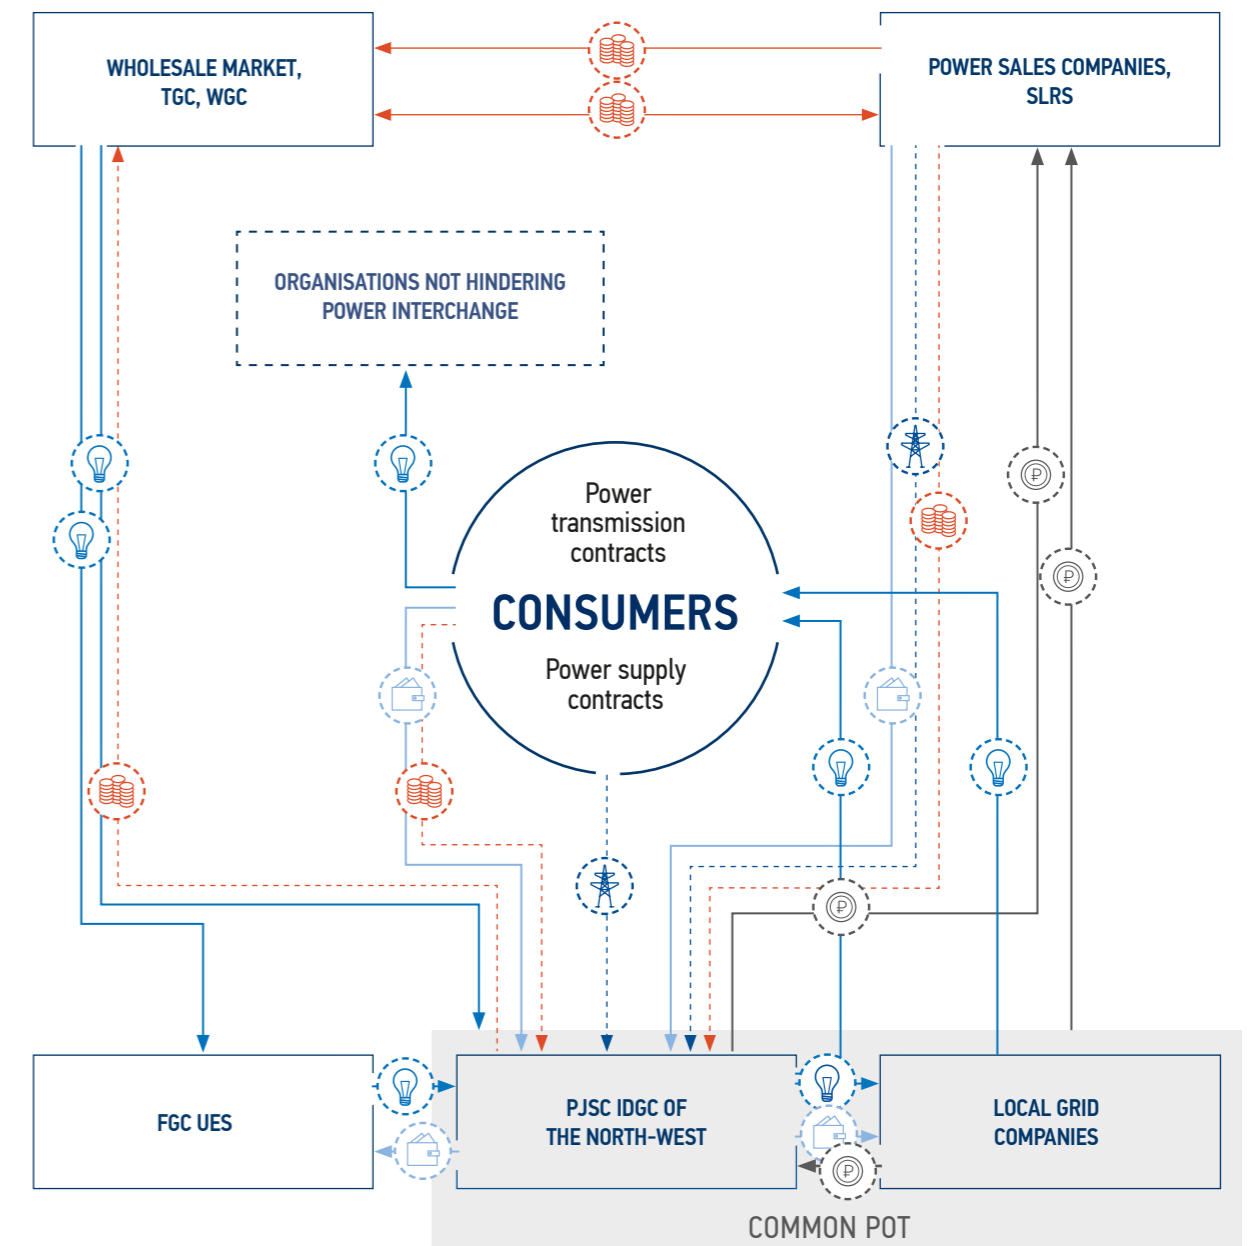 WHOLESALE MARKET,
TGC, WGC
POWER SALES COMPANIES,
SLRS
ORGANISATIONS NOT HINDERING
POWER INTERCHANGE
Power
transmission
contracts
CONSUMERS
Power supply
contracts
FGC UES
PJSC IDGC OF
THE NORTH-WEST
LOCAL GRID
COMPANIES
COMMON POT